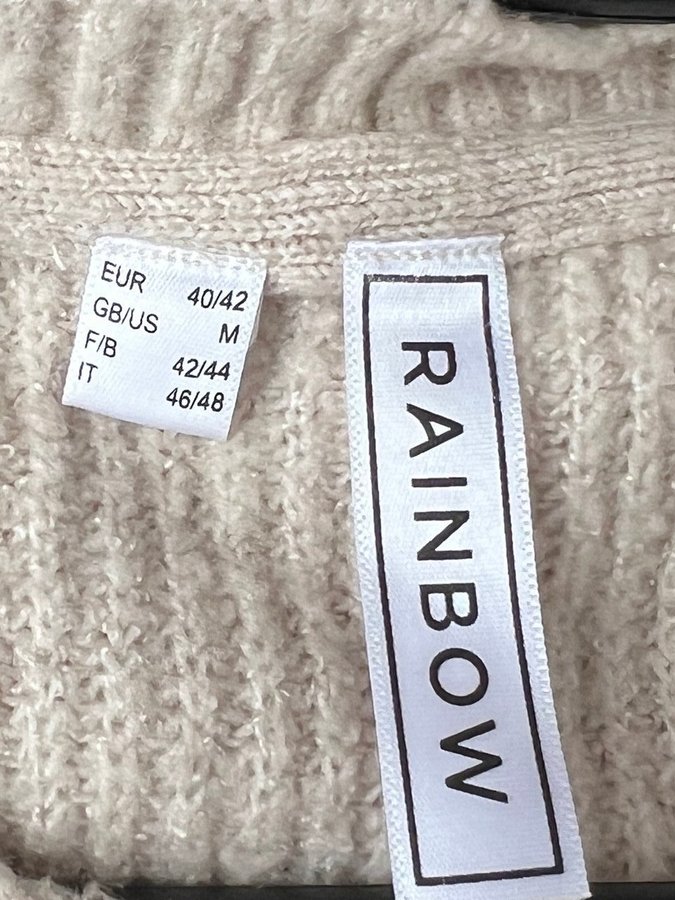 EUR 40/42
GB/US M
F/B 42/44
IT 46/48
RAINBOW